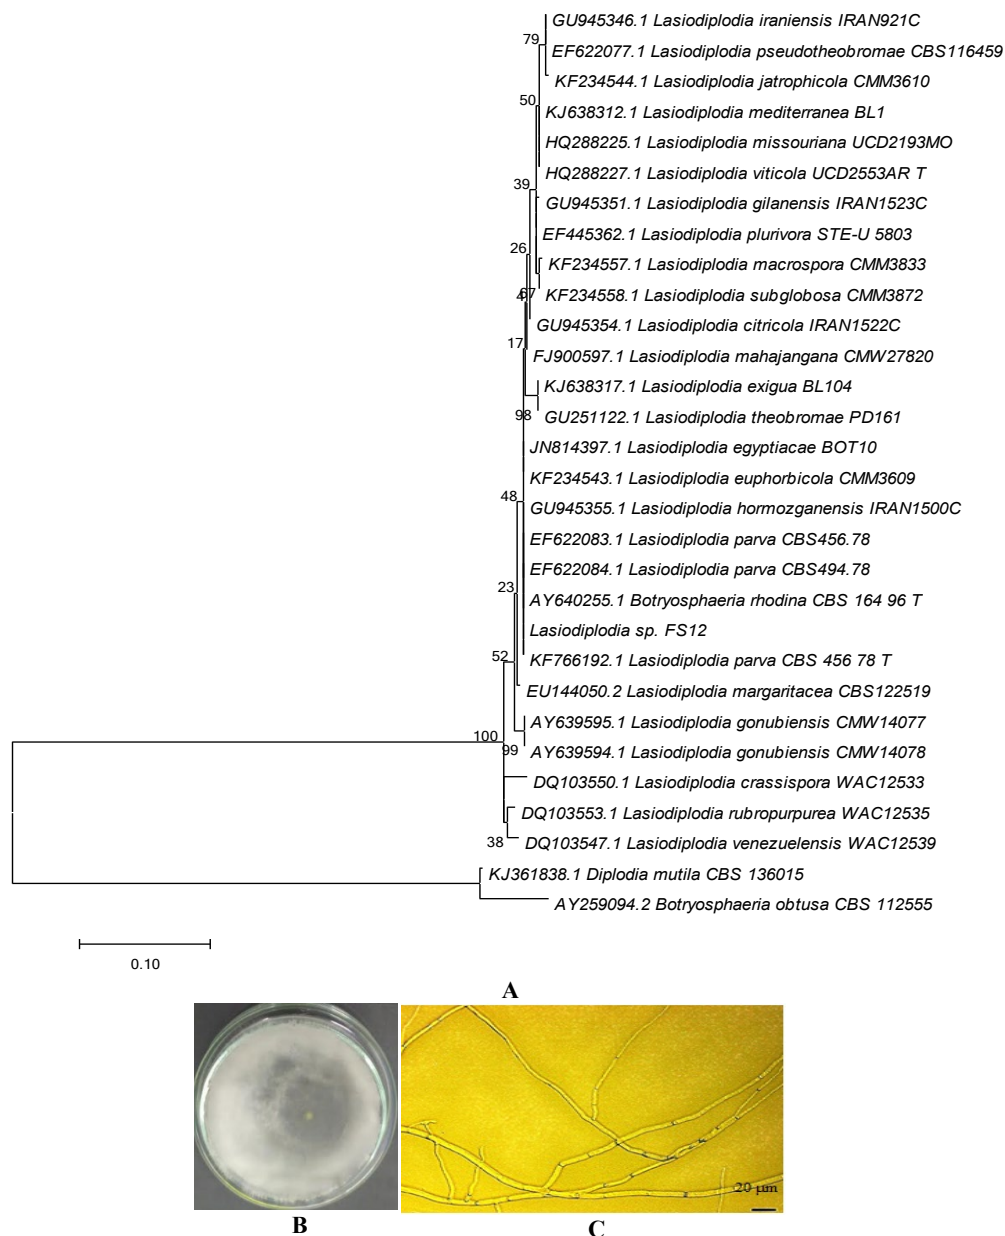 GU945346.1 Lasiodiplodia iraniensis IRAN921C
79
EF622077.1 Lasiodiplodia pseudotheobromae CBS116459
KF234544.1 Lasiodiplodia jatrophicola CMM3610
50
KJ638312.1 Lasiodiplodia mediterranea BL1
HQ288225.1 Lasiodiplodia missouriana UCD2193MO
HQ288227.1 Lasiodiplodia viticola UCD2553AR T
39
GU945351.1 Lasiodiplodia gilanensis IRAN1523C
EF445362.1 Lasiodiplodia plurivora STE-U 5803
26
KF234557.1 Lasiodiplodia macrospora CMM3833
4
67
KF234558.1 Lasiodiplodia subglobosa CMM3872
GU945354.1 Lasiodiplodia citricola IRAN1522C
17
FJ900597.1 Lasiodiplodia mahajangana CMW27820
KJ638317.1 Lasiodiplodia exigua BL104
98
GU251122.1 Lasiodiplodia theobromae PD161
JN814397.1 Lasiodiplodia egyptiacae BOT10
KF234543.1 Lasiodiplodia euphorbicola CMM3609
48
GU945355.1 Lasiodiplodia hormozganensis IRAN1500C
EF622083.1 Lasiodiplodia parva CBS456.78
EF622084.1 Lasiodiplodia parva CBS494.78
23
AY640255.1 Botryosphaeria rhodina CBS 164 96 T
Lasiodiplodia sp. FS12
52
KF766192.1 Lasiodiplodia parva CBS 456 78 T
EU144050.2 Lasiodiplodia margaritacea CBS122519
AY639595.1 Lasiodiplodia gonubiensis CMW14077
100
99
AY639594.1 Lasiodiplodia gonubiensis CMW14078
DQ103550.1 Lasiodiplodia crassispora WAC12533
DQ103553.1 Lasiodiplodia rubropurpurea WAC12535
38
DQ103547.1 Lasiodiplodia venezuelensis WAC12539
KJ361838.1 Diplodia mutila CBS 136015
AY259094.2 Botryosphaeria obtusa CBS 112555
0.10
A
20 µm
B
C